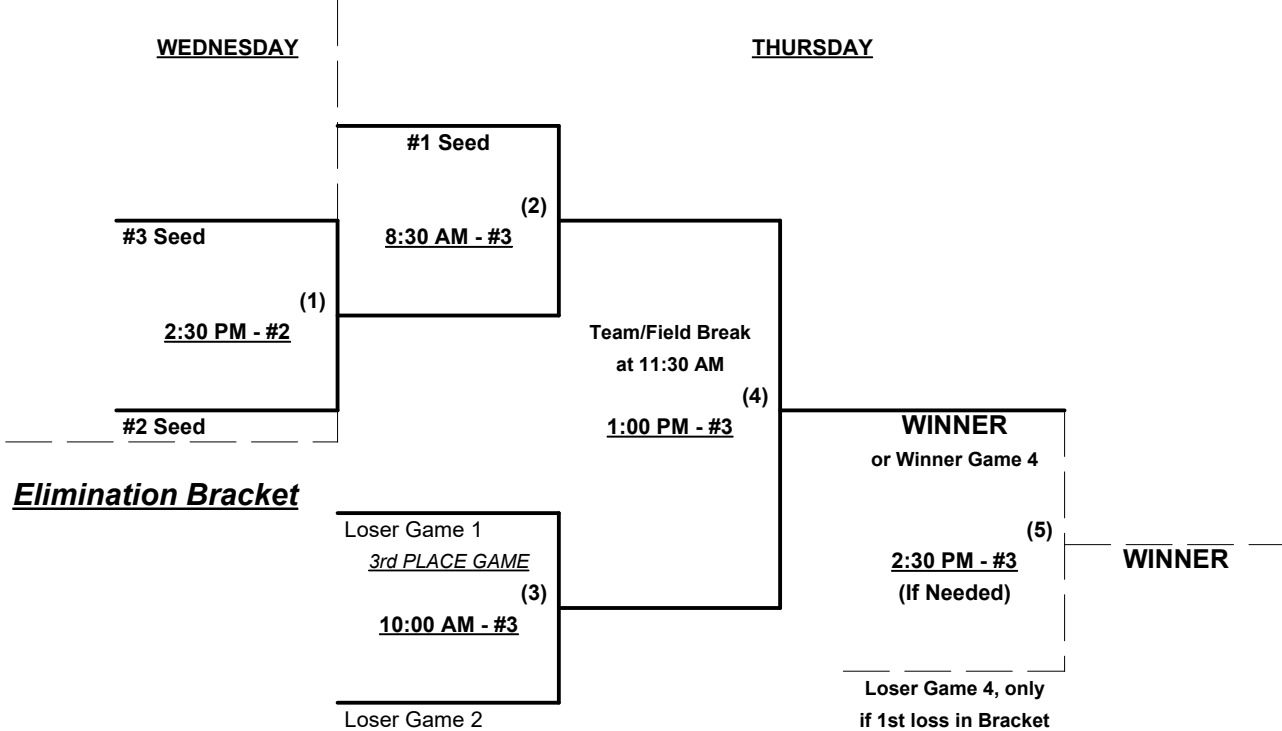 WEDNESDAY
THURSDAY
#1 Seed
(2)
8:30 AM - #3
#3 Seed
(1)
2:30 PM - #2
#2 Seed
Team/Field Break
at 11:30 AM
(4)
1:00 PM - #3
WINNER
or Winner Game 4
Elimination Bracket
Loser Game 1
3rd PLACE GAME
(3)
10:00 AM - #3
Loser Game 2
(5)
2:30 PM - #3
(If Needed)
WINNER
Loser Game 4, only
if 1st loss in Bracket